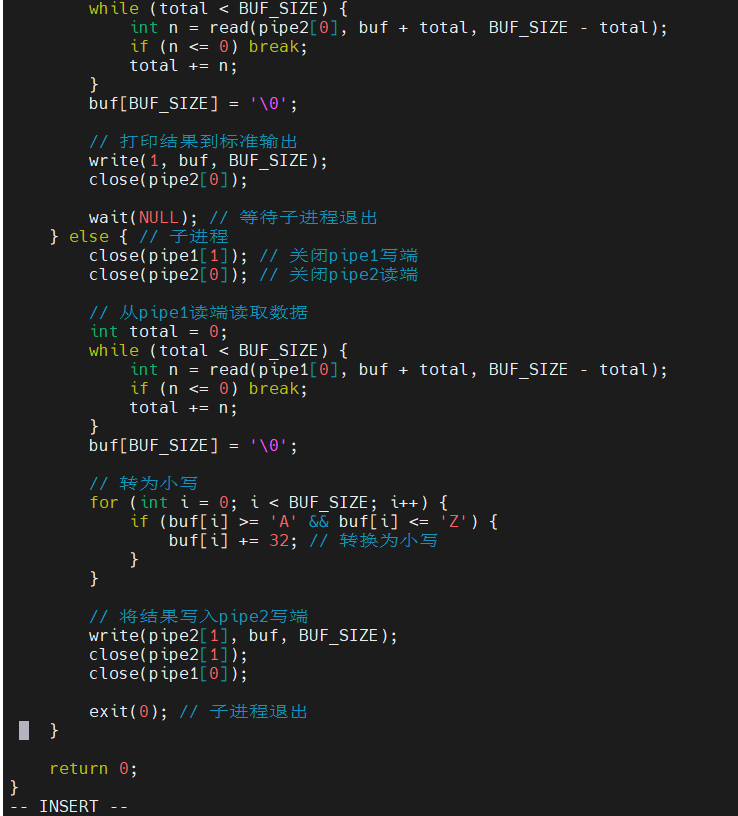 while (total < BUF_SIZE) {
int n = read(pipe2[0], buf + total, BUF_SIZE - total);
if (n <= 0) break;
total += n;
}
buf[BUF_SIZE] = '\0';
// 打印结果到标准输出
write(1, buf, BUF_SIZE);
close(pipe2[0]);
wait(NULL); // 等待子进程退出
} else { // 子进程
close(pipe1[1]); // 关闭pipe1写端
close(pipe2[0]); // 关闭pipe2读端
// 从pipe1读端读取数据
int total = 0;
while (total < BUF_SIZE) {
int n = read(pipe1[0], buf + total, BUF_SIZE - total);
if (n <= 0) break;
total += n;
}
buf[BUF_SIZE] = '\0';
// 转为小写
for (int i = 0; i < BUF_SIZE; i++) {
if (buf[i] >= 'A' && buf[i] <= 'Z') {
buf[i] += 32; // 转换为小写
}
}
// 将结果写入pipe2写端
write(pipe2[1], buf, BUF_SIZE);
close(pipe2[1]);
close(pipe1[0]);
exit(0); // 子进程退出
}
return 0;
}
-- INSERT --